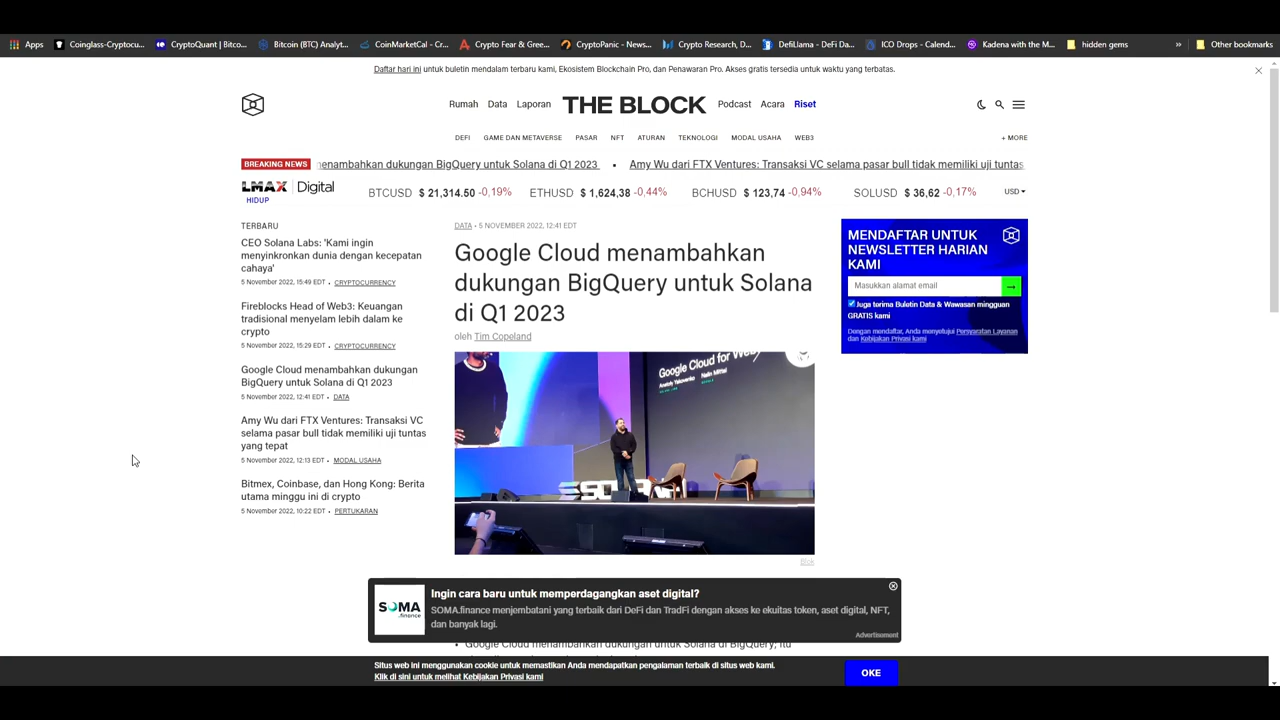 Apps
Coinglass-Cryptocu...
CryptoQuant | Bitco...
Bitcoin (BTC) Analyt...
CoinMarketCal - Cr...
Crypto Fear & Gree...
CryptoPanic - News...
Crypto Research, D...
DefiLlama - DeFi Da...
ICO Drops - Calend...
Kadena with the M...
hidden gems
»
Other bookmarks
Daftar hari ini untuk buletin mendalam terbaru kami, Ekosistem Blockchain Pro, dan Penawaran Pro. Akses gratis tersedia untuk waktu yang terbatas.
Rumah Data Laporan THE BLOCK Podcast Acara Riset
DEFI GAME DAN METAVERSE PASAR NFT ATURAN TEKNOLOGI MODAL USAHA WEB3 + MORE
BREAKING NEWS enambahkan dukungan BigQuery untuk Solana di Q1 2023 • Amy Wu dari FTX Ventures: Transaksi VC selama pasar bull tidak memiliki uji tuntas
LMAX Digital
HIDUP
BTCUSD $ 21,314.50 -0,19% ETHUSD $ 1,624,38 -0,44% BCHUSD $ 123,74 -0,94% SOLUSD $ 36,62 -0,17% USD
TERBARU
CEO Solana Labs: 'Kami ingin
menyinkronkan dunia dengan kecepatan
cahaya'
5 November 2022, 15:49 EDT • CRYPTOCURRENCY
Fireblocks Head of Web3: Keuangan
tradisional menyelam lebih dalam ke
crypto
5 November 2022, 15:29 EDT • CRYPTOCURRENCY
Google Cloud menambahkan dukungan
BigQuery untuk Solana di Q1 2023
5 November 2022, 12:41 EDT • DATA
Amy Wu dari FTX Ventures: Transaksi VC
selama pasar bull tidak memiliki uji tuntas
yang tepat
5 November 2022, 12:13 EDT • MODAL USAHA
Bitmex, Coinbase, dan Hong Kong: Berita
utama minggu ini di crypto
5 November 2022, 10:22 EDT • PERTUKARAN
DATA • 5 NOVEMBER 2022, 12:41 EDT
Google Cloud menambahkan
dukungan BigQuery untuk Solana
di Q1 2023
oleh Tim Copeland
Google Cloud for Web3
Anatoly Yakovenko Nalin Mittal
SOLANA
Blok
MENDAFTAR UNTUK
NEWSLETTER HARIAN
KAMI
Masukkan alamat email →
Juga terima Buletin Data & Wawasan mingguan
GRATIS kami
Dengan mendaftar, Anda menyetujui Persyaratan Layanan
dan Kebijakan Privasi kami
SOMA
.finance
Ingin cara baru untuk memperdagangkan aset digital?
SOMA.finance menjembatani yang terbaik dari DeFi dan TradFi dengan akses ke ekuitas token, aset digital, NFT,
dan banyak lagi.
Advertisement
• Google Cloud menambahkan dukungan untuk Solana di BigQuery, itu
Situs web ini menggunakan cookie untuk memastikan Anda mendapatkan pengalaman terbaik di situs web kami.
Klik di sini untuk melihat Kebijakan Privasi kami
OKE